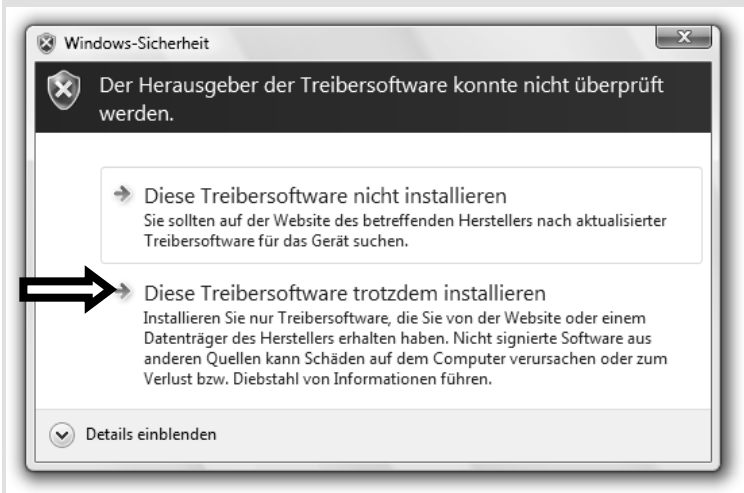 Windows-Sicherheit
Der Herausgeber der Treibersoftware konnte nicht überprüft
werden.
Diese Treibersoftware nicht installieren
Sie sollten auf der Website des betreffenden Herstellers nach aktualisierter
Treibersoftware für das Gerät suchen.
Diese Treibersoftware trotzdem installieren
Installieren Sie nur Treibersoftware, die Sie von der Website oder einem
Datenträger des Herstellers erhalten haben. Nicht signierte Software aus
anderen Quellen kann Schäden auf dem Computer verursachen oder zum
Verlust bzw. Diebstahl von Informationen führen.
Details einblenden